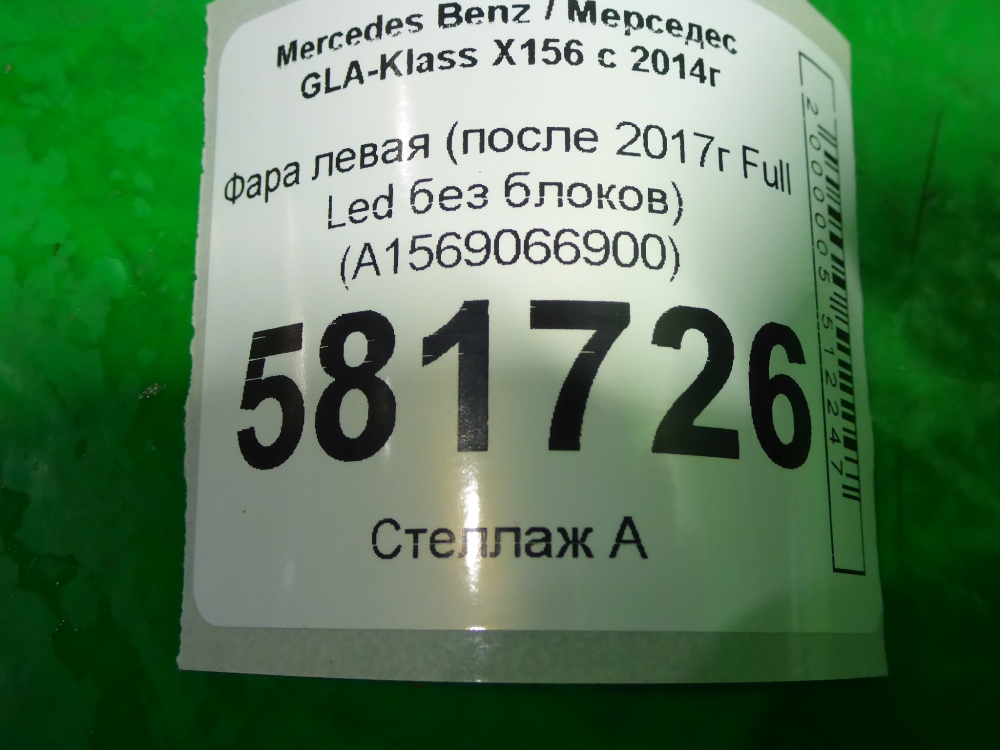 Mercedes Benz / Мерседес
GLA-Klass X156 с 2014г
Фара левая (после 2017г Full
Led без блоков)
(A1569066900)
581726
Стеллаж А
2000005512247